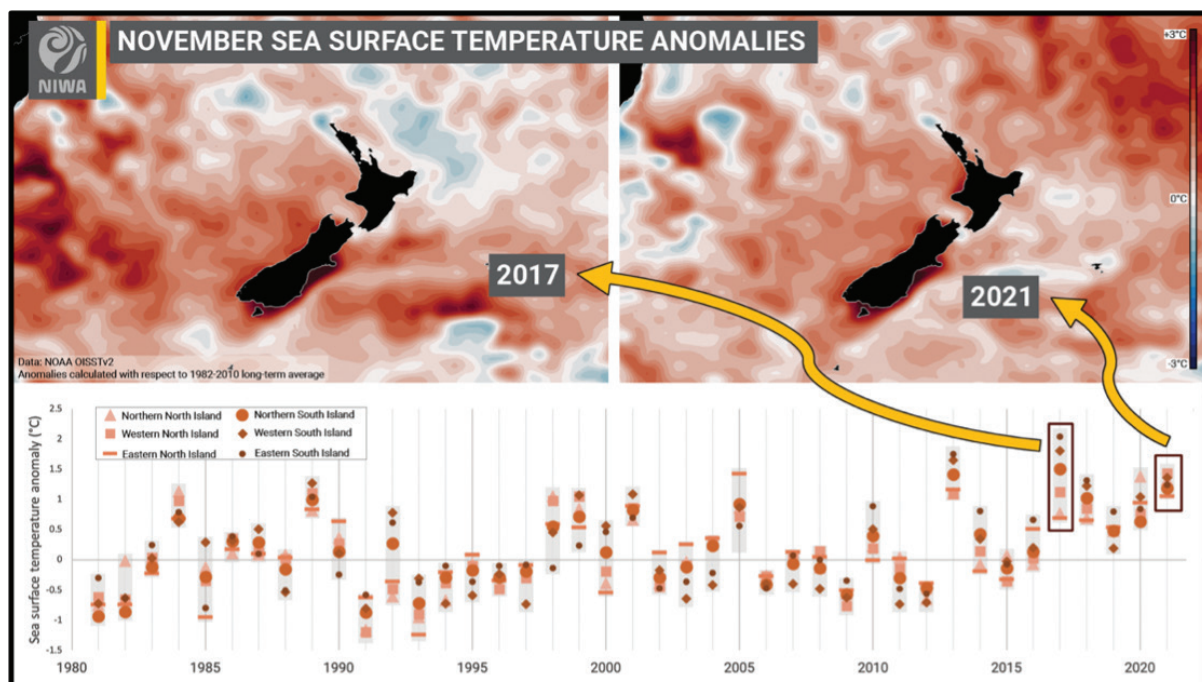 NIWA
NOVEMBER SEA SURFACE TEMPERATURE ANOMALIES
+3°C
0°C
-3°C
2017
2021
Data: NOAA OISSTv2
Anomalies calculated with respect to 1982-2010 long-term average
Sea surface temperature anomaly (°C)
2.5
2
1.5
1
0.5
0
-0.5
-1
-1.5
Northern North Island
Northern South Island
Western North Island
Western South Island
Eastern North Island
Eastern South Island
1980
1985
1990
1995
2000
2005
2010
2015
2020